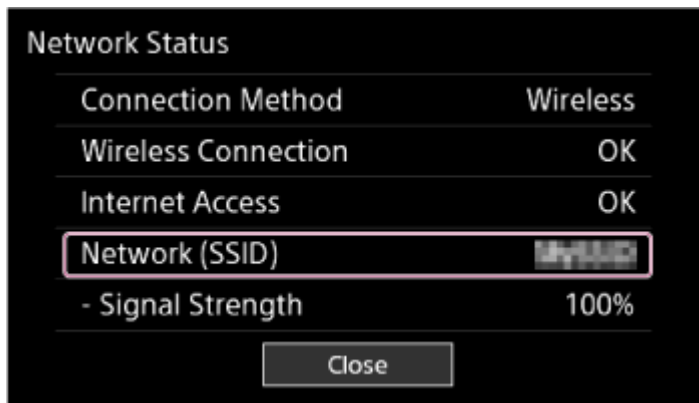 Network Status
Connection Method Wireless
Wireless Connection OK
Internet Access OK
Network (SSID)
- Signal Strength 100%
Close